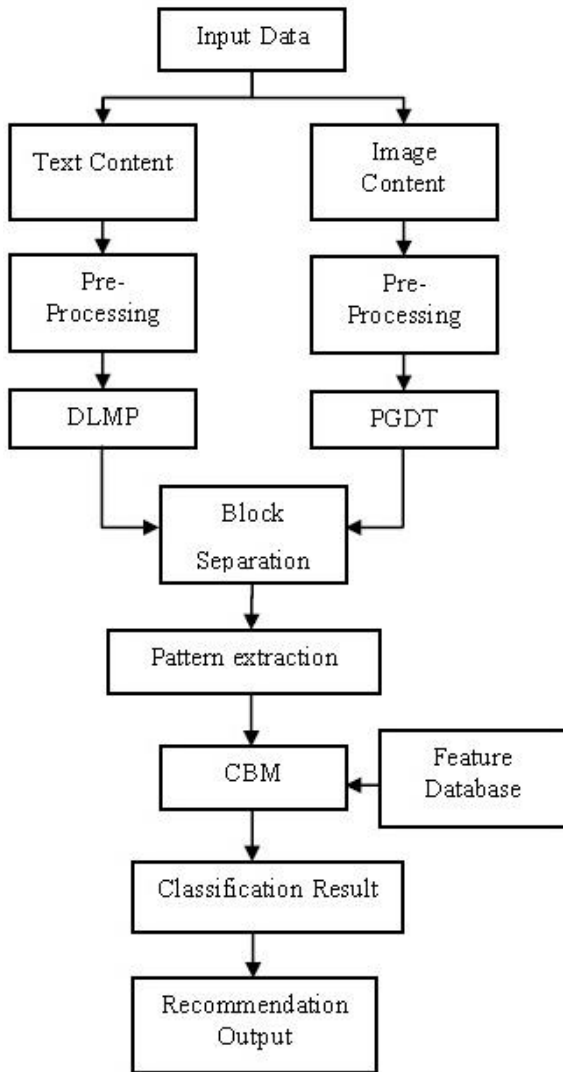 Input Data
Text Content
Image
Content
Pre-
Processing
Pre-
Processing
DLMP
PGDT
Block
Separation
Pattern extraction
CBM
Feature
Database
Classification Result
Recommendation
Output